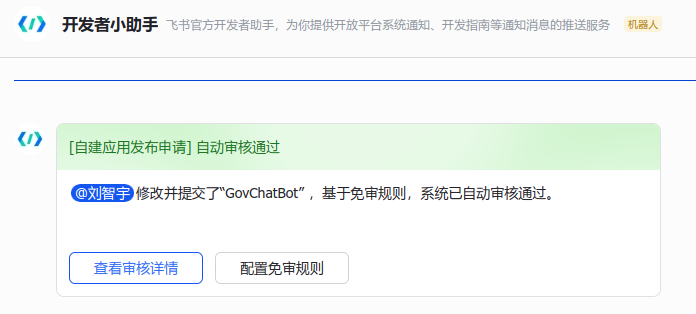 开发者小助手 飞书官方开发者助手，为你提供开放平台系统通知、开发指南等通知消息的推送服务 机器人
[自建应用发布申请] 自动审核通过
@刘智宇 修改并提交了“GovChatBot” ，基于免审规则，系统已自动审核通过。
查看审核详情 配置免审规则